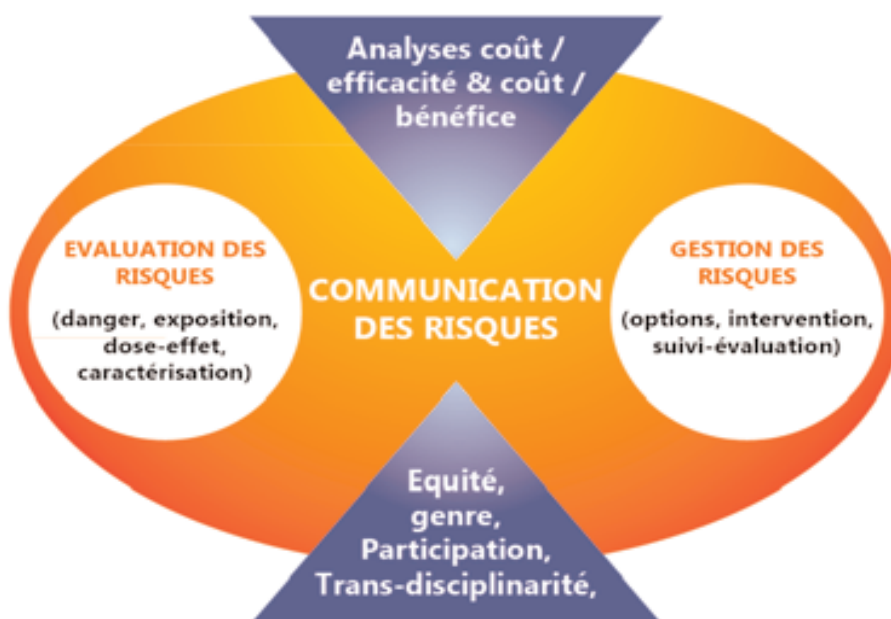 Analyses coût /
efficacité & coût /
bénéfice
EVALUATION DES
RISQUES
(danger, exposition,
dose-effet,
caractérisation)
COMMUNICATION
DES RISQUES
GESTION DES
RISQUES
(options, intervention,
suivi-évaluation)
Equité,
genre,
Participation,
Trans-disciplinarité,